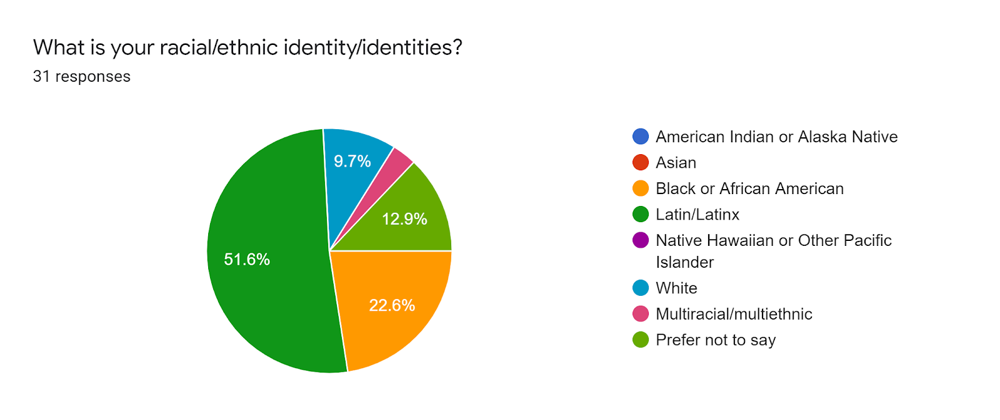 What is your racial/ethnic identity/identities?
31 responses
9.7%
12.9%
51.6%
22.6%
American Indian or Alaska Native
Asian
Black or African American
Latin/Latinx
Native Hawaiian or Other Pacific
Islander
White
Multiracial/multiethnic
Prefer not to say